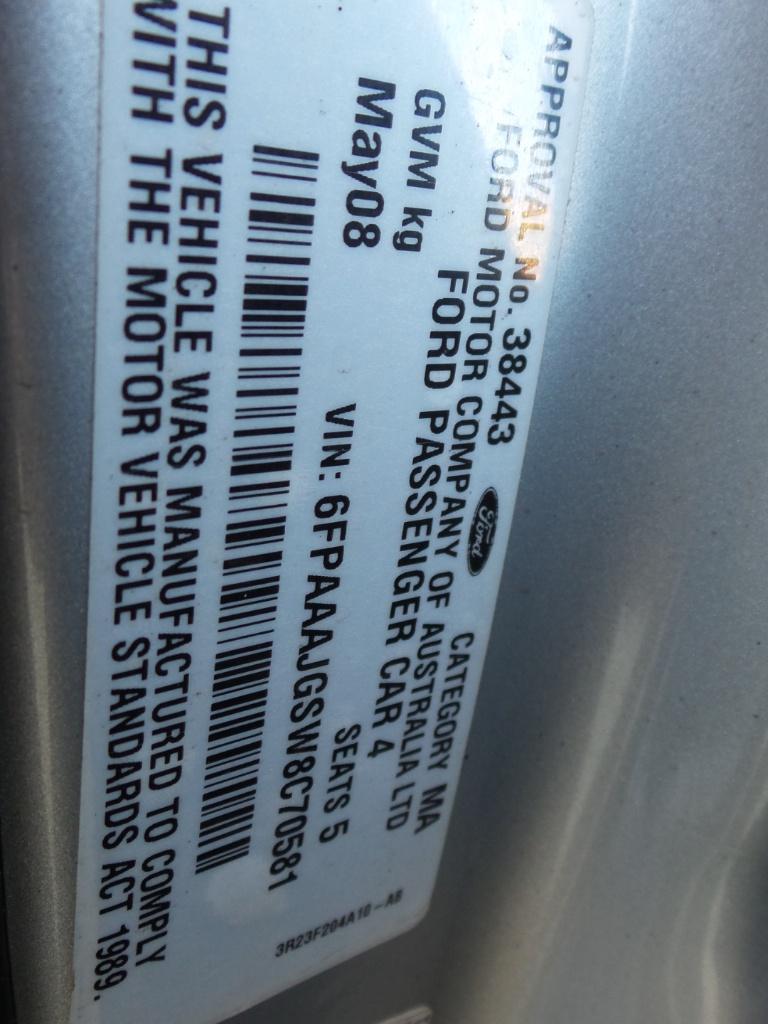 APPROVAL No. 38443 CATEGORY MA
Ford
FORD MOTOR COMPANY OF AUSTRALIA LTD
FORD PASSENGER CAR 4
GVM kg
May08 SEATS 5
VIN: 6FPAAAJGSW8C70581
THIS VEHICLE WAS MANUFACTURED TO COMPLY
WITH THE MOTOR VEHICLE STANDARDS ACT 1989.
3R23F204A10-AB